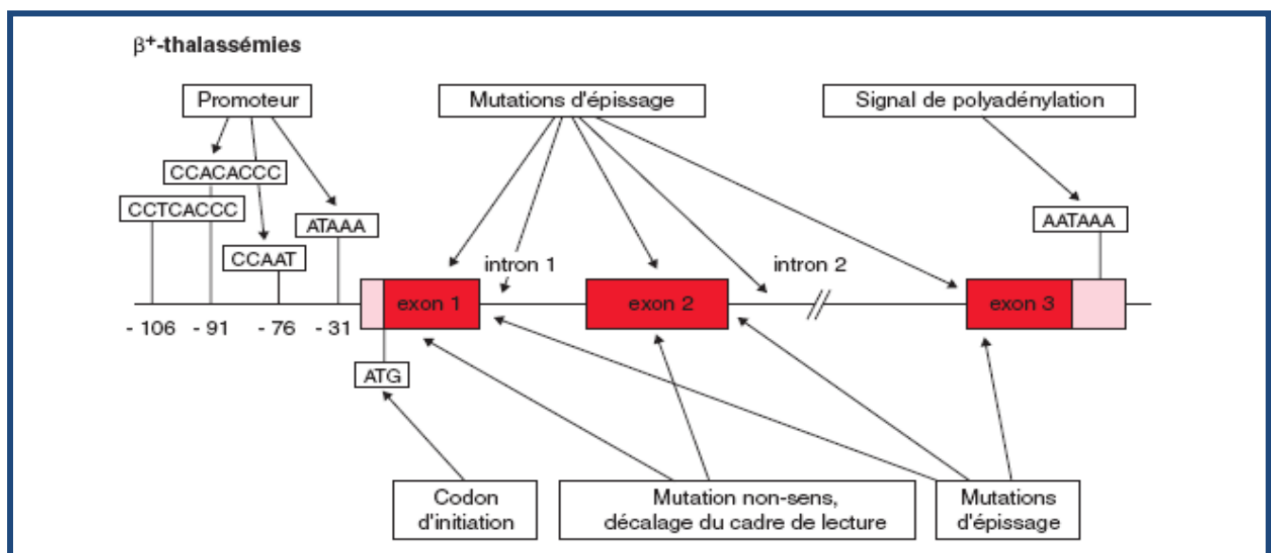 β+-thalassémies
Promoteur
Mutations d'épissage
Signal de polyadénylation
CCACACCC
CCTCACCC
ATAAA
AATAAA
CCAAT
intron 1
intron 2
exon 1
exon 2
exon 3
- 106
- 91
- 76
- 31
ATG
Codon
d'initiation
Mutation non-sens,
décalage du cadre de lecture
Mutations
d'épissage